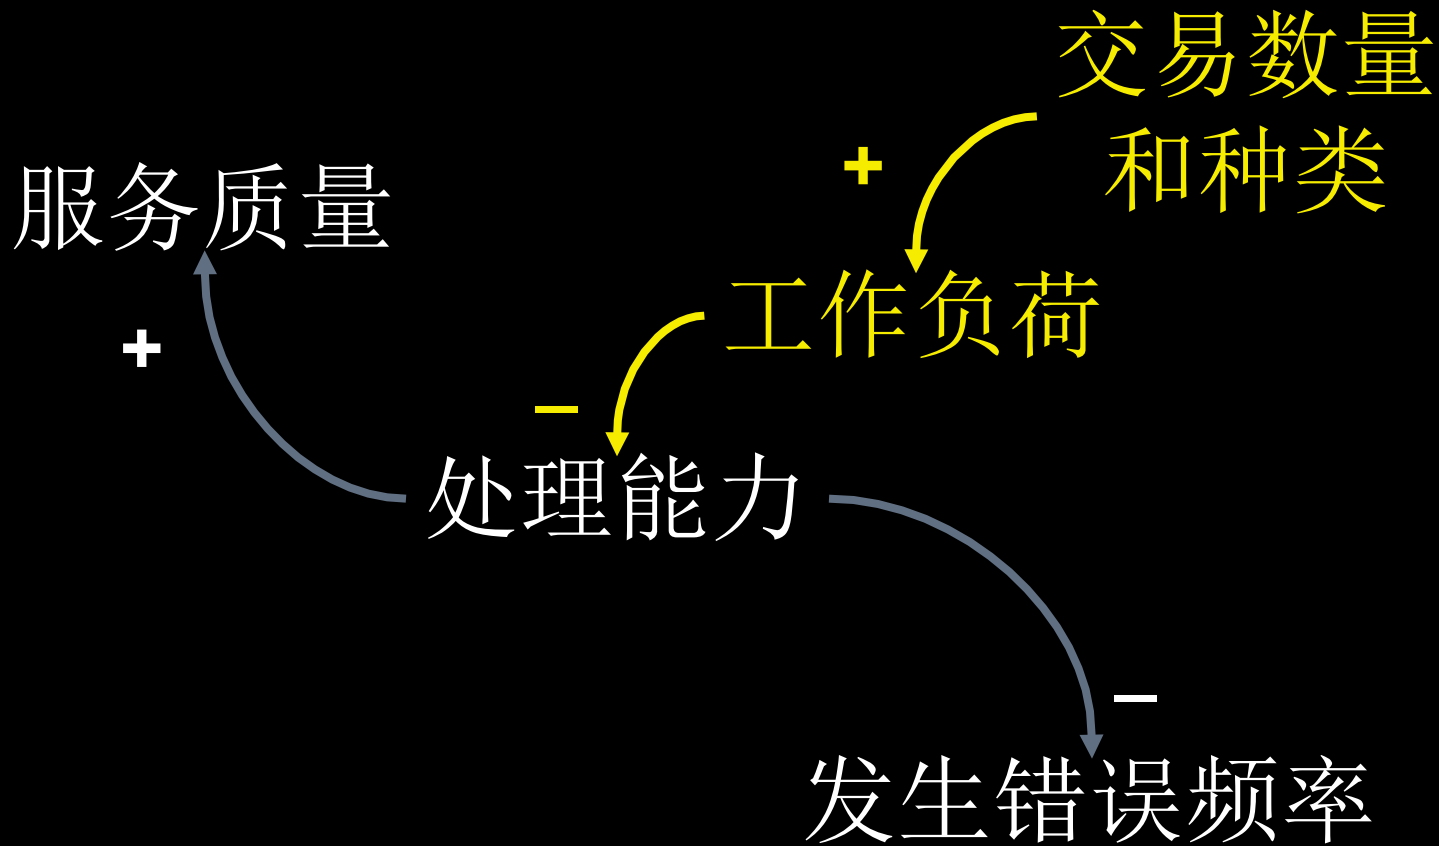 交易数量
和种类
+
服务质量
工作负荷
+
−
处理能力
−
发生错误频率